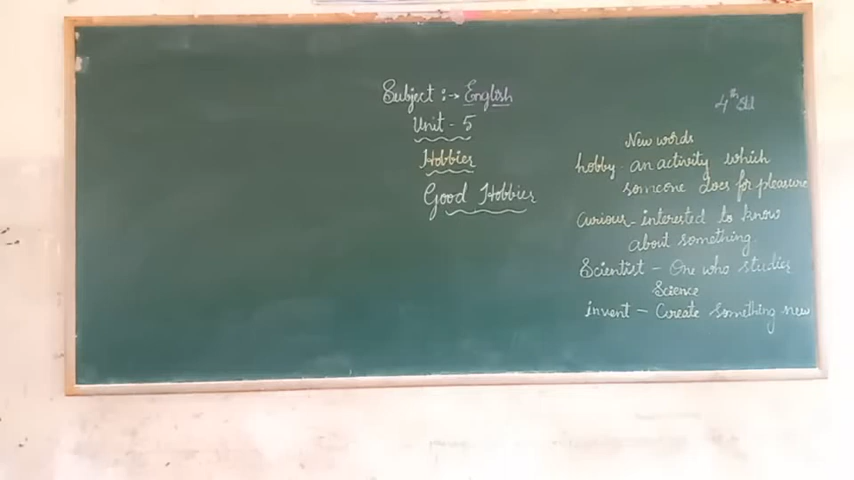 Subject :→ English
Unit - 5
Hobbies
Good Hobbies
4th Std
New words
hobby - an activity which
someone does for pleasure
Curious - interested to know
about something.
Scientist - One who studies
Science
invent - Create something new